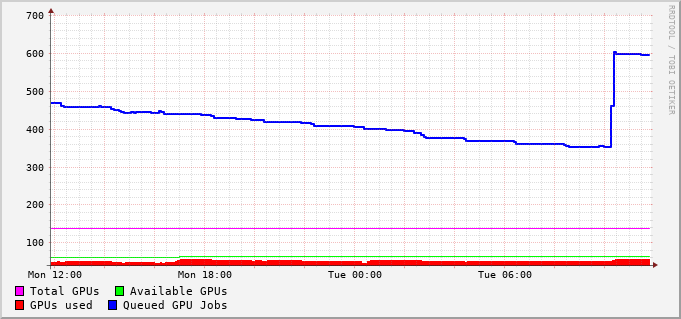 700
600
500
400
300
200
100
Mon 12:00 Mon 18:00 Tue 00:00 Tue 06:00
Total GPUs Available GPUs
GPUs used Queued GPU Jobs
RRDTOOL / TOBI OETIKER